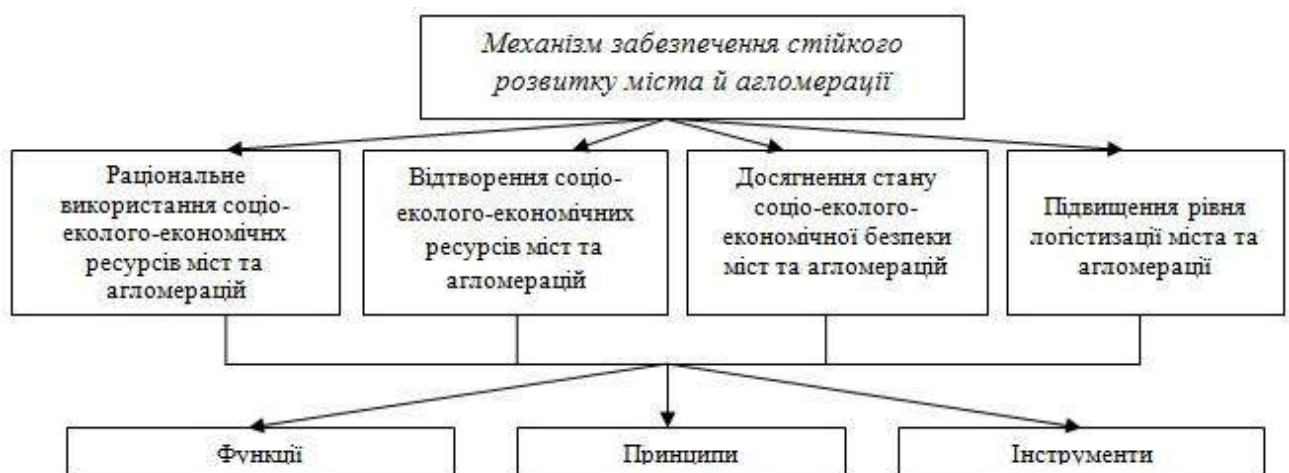 Механізм забезпечення стійкого
розвитку міста й агломерації
Раціональне
використання соціо-
еколого-економічнх
ресурсів міст та
агломерацій
Відтворення соціо-
еколого-економічних
ресурсів міст та
агломерацій
Досягнення стану
соціо-еколого-
економічної безпеки
міст та агломерацій
Підвищення рівня
логістизації міста та
агломерації
Функції
Принципи
Інструменти